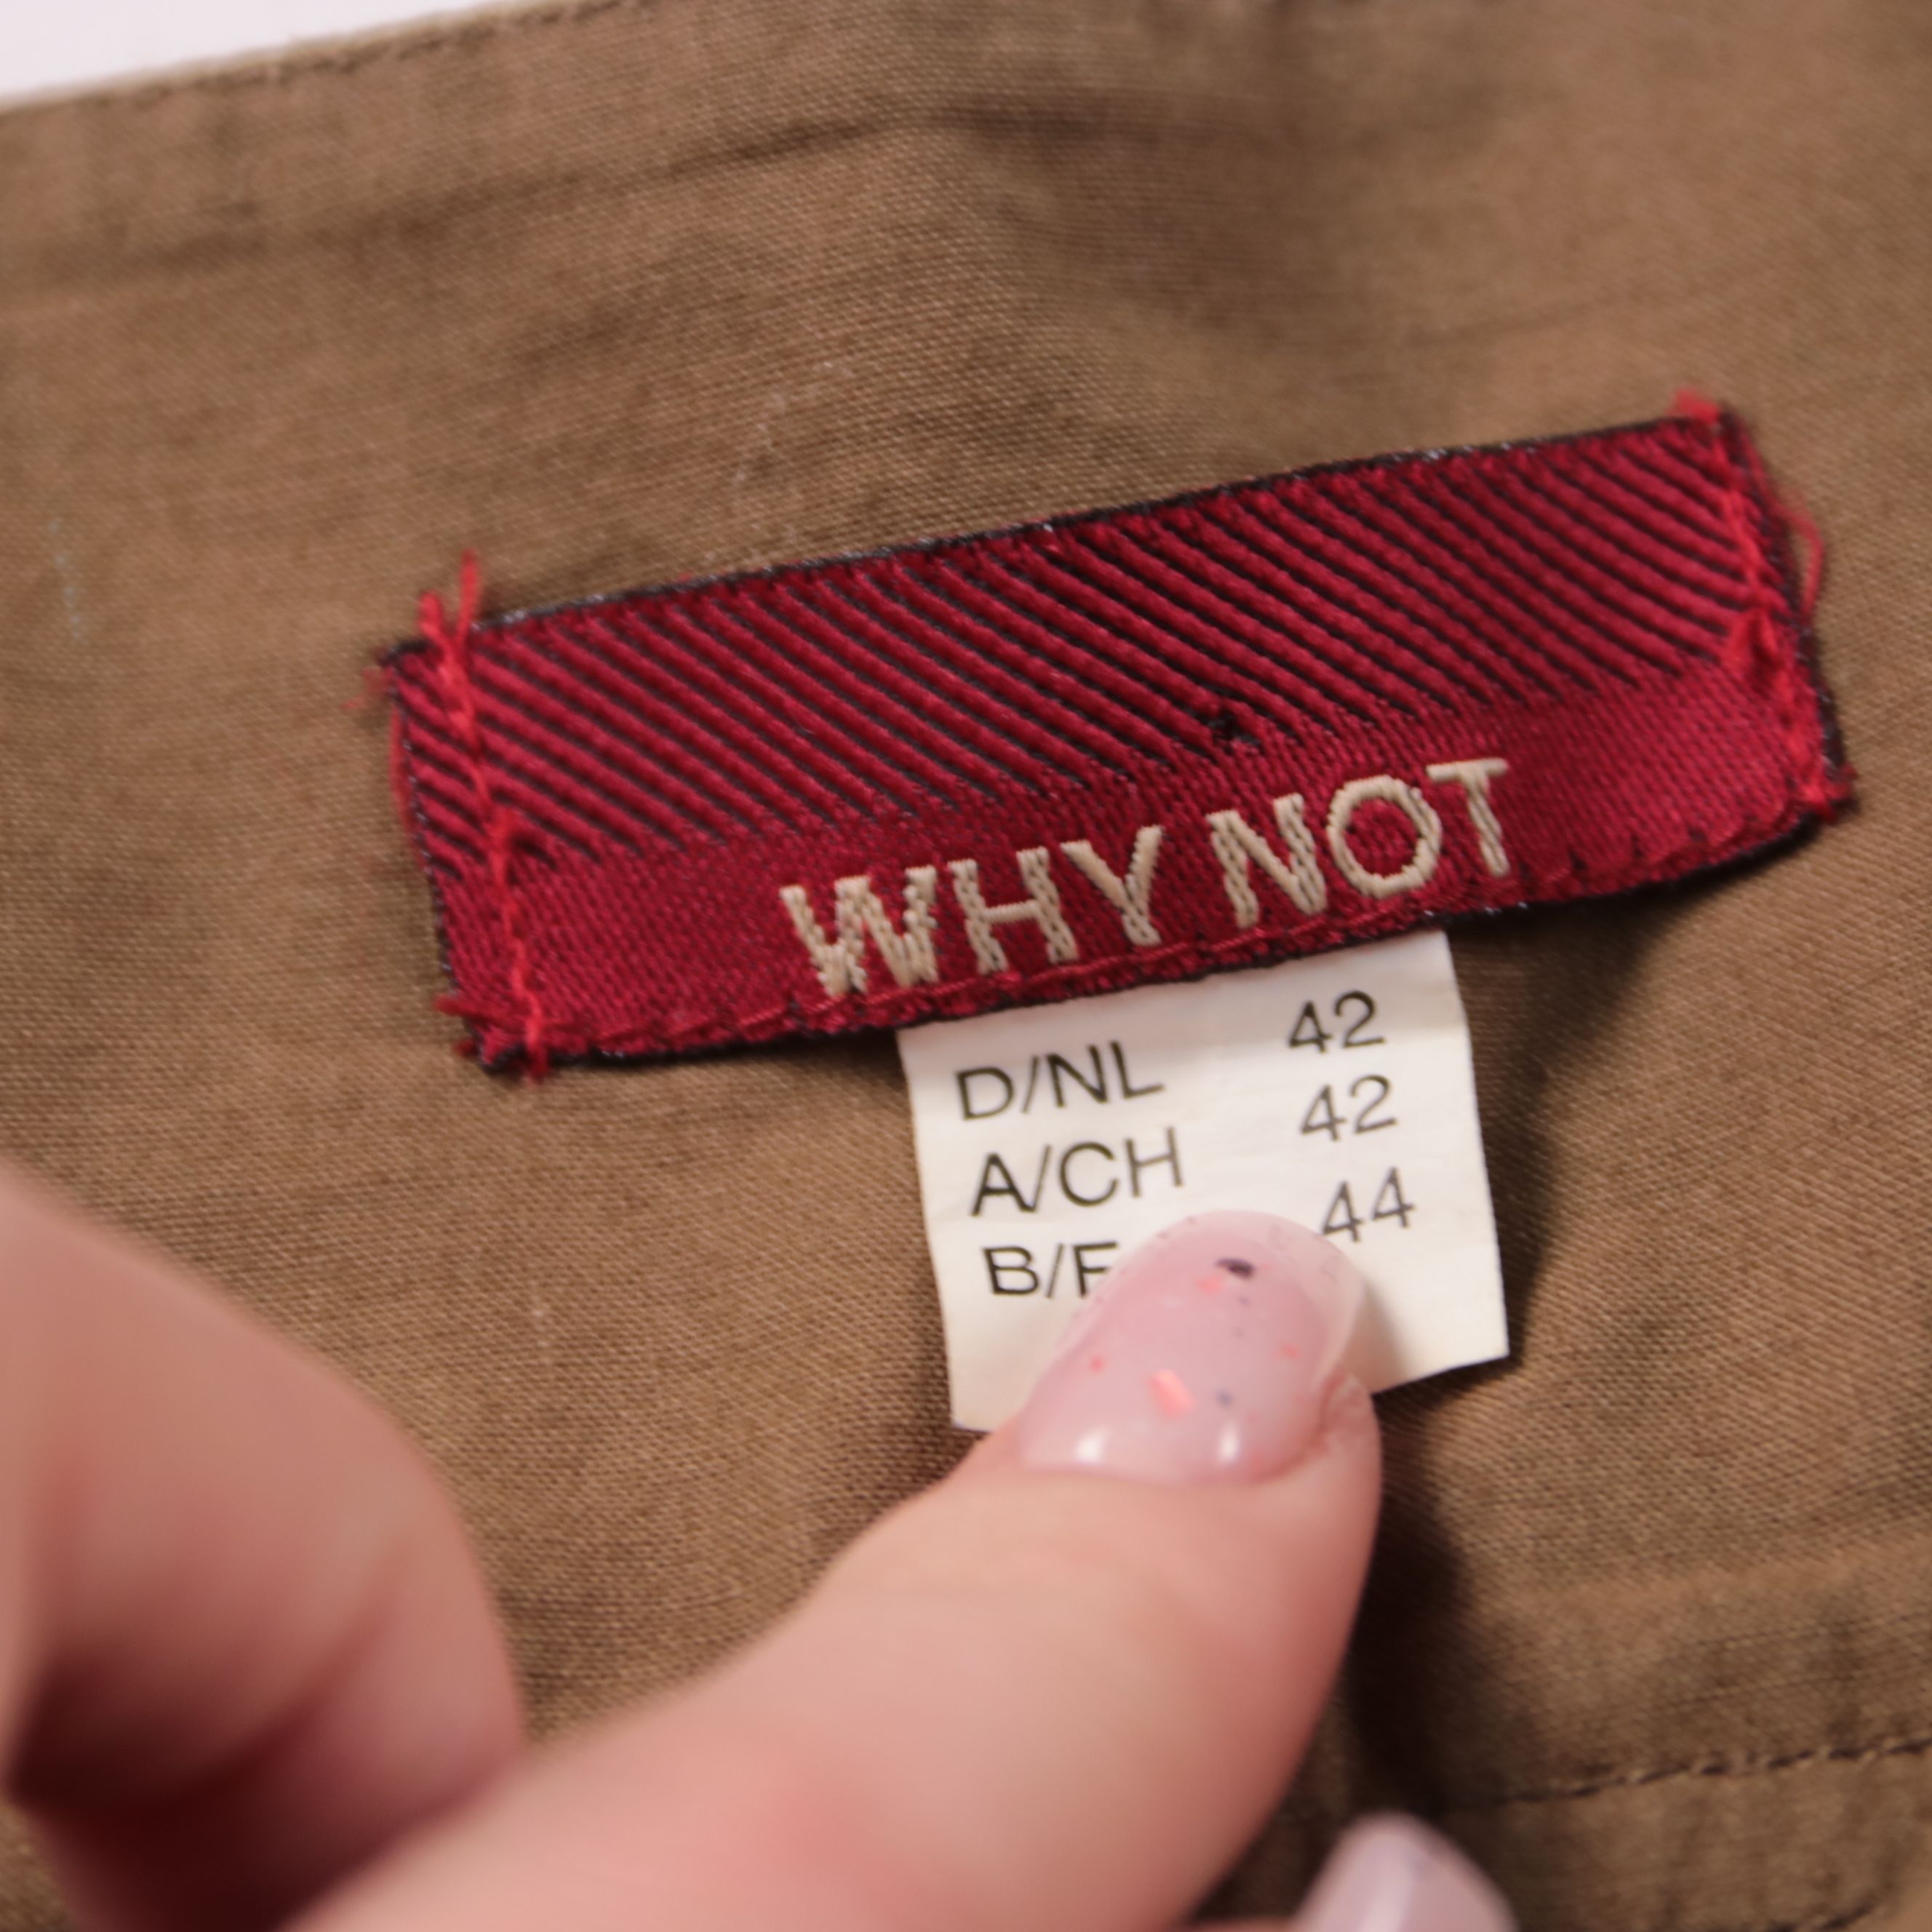 WHY NOT
D/NL 42
A/CH 42
B/F 44